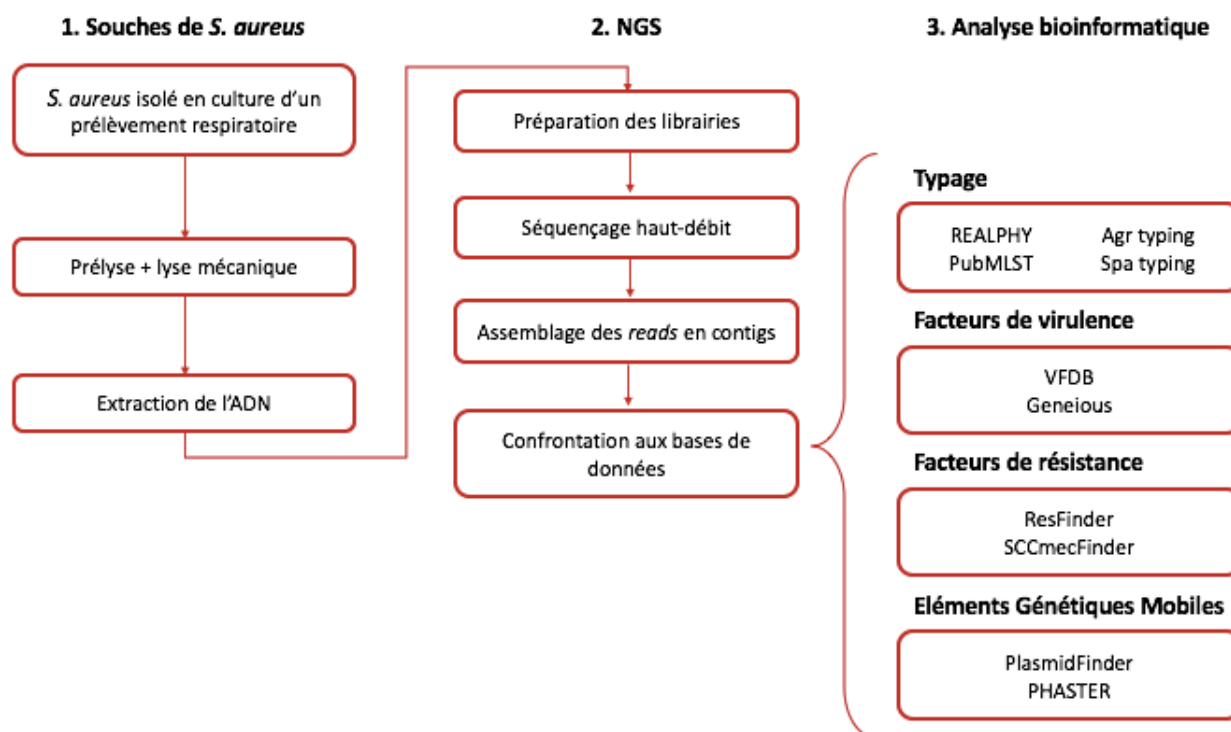 1. Souches de S. aureus
S. aureus isolé en culture d'un
prélèvement respiratoire
Prélyse + lyse mécanique
Extraction de l'ADN
2. NGS
Préparation des librairies
Séquençage haut-débit
Assemblage des reads en contigs
Confrontation aux bases de
données
3. Analyse bioinformatique
Typage
REALPHY Agr typing
PubMLST Spa typing
Facteurs de virulence
VFDB
Geneious
Facteurs de résistance
ResFinder
SCCmecFinder
Eléments Génétiques Mobiles
PlasmidFinder
PHASTER